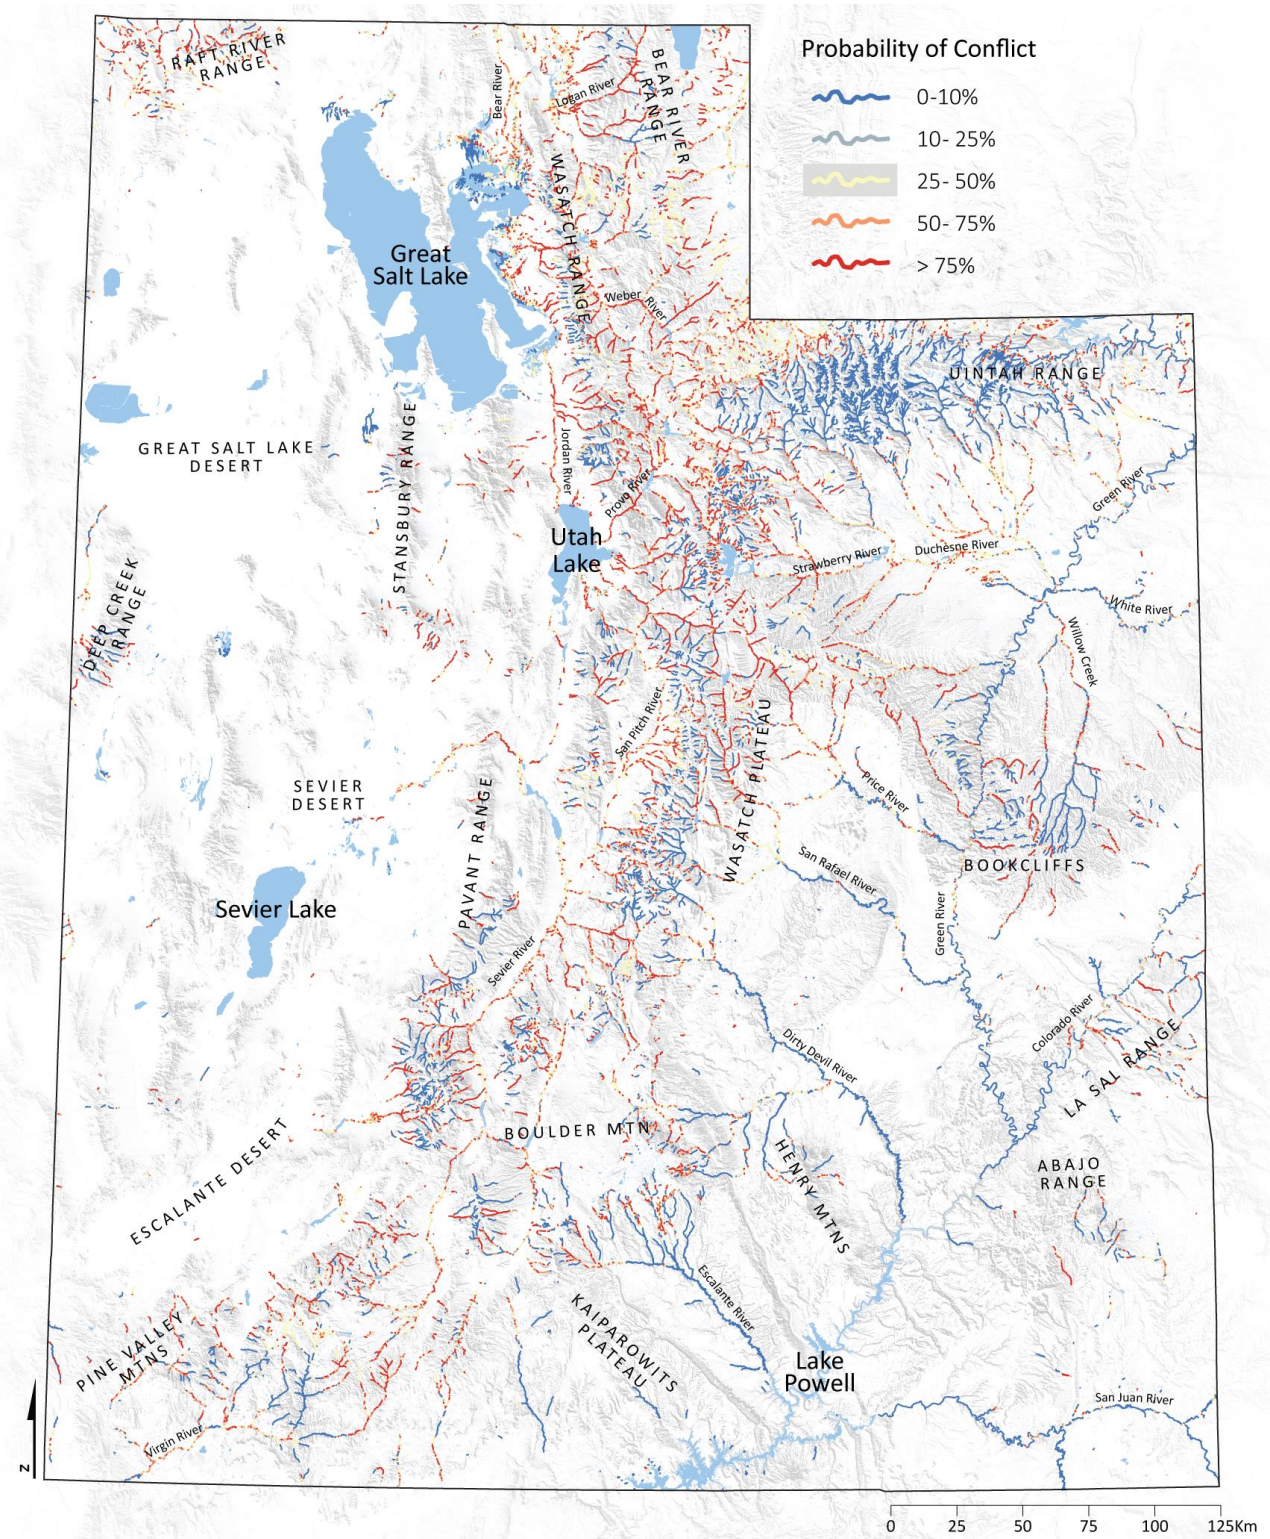 Probability of Conflict
0-10%
10- 25%
25- 50%
50- 75%
> 75%
RAFT RIVER
RANGE
Bear River
Logan River
BEAR RIVER
RANGE
WASATCH RANGE
Great
Salt Lake
Weber River
UINTAH RANGE
GREAT SALT LAKE
DESERT
STANSBURY RANGE
Jordan River
Provo River
Green River
Utah
Lake
Strawberry River
Duchesne River
DEEP CREEK
RANGE
White River
Willow Creek
San Pitch River
WASATCH PLATEAU
SEVIER
DESERT
PAVANT RANGE
Price River
San Rafael River
BOOKCLIFFS
Sevier Lake
Green River
Sevier River
Colorado River
Dirty Devil River
LA SAL RANGE
ESCALANTE DESERT
BOULDER MTN
HENRY MTNS
ABAJO
RANGE
Escalante River
KAIPAROWITS
PLATEAU
PINE VALLEY
MTNS
Lake
Powell
San Juan River
Virgin River
N
0 25 50 75 100 125Km